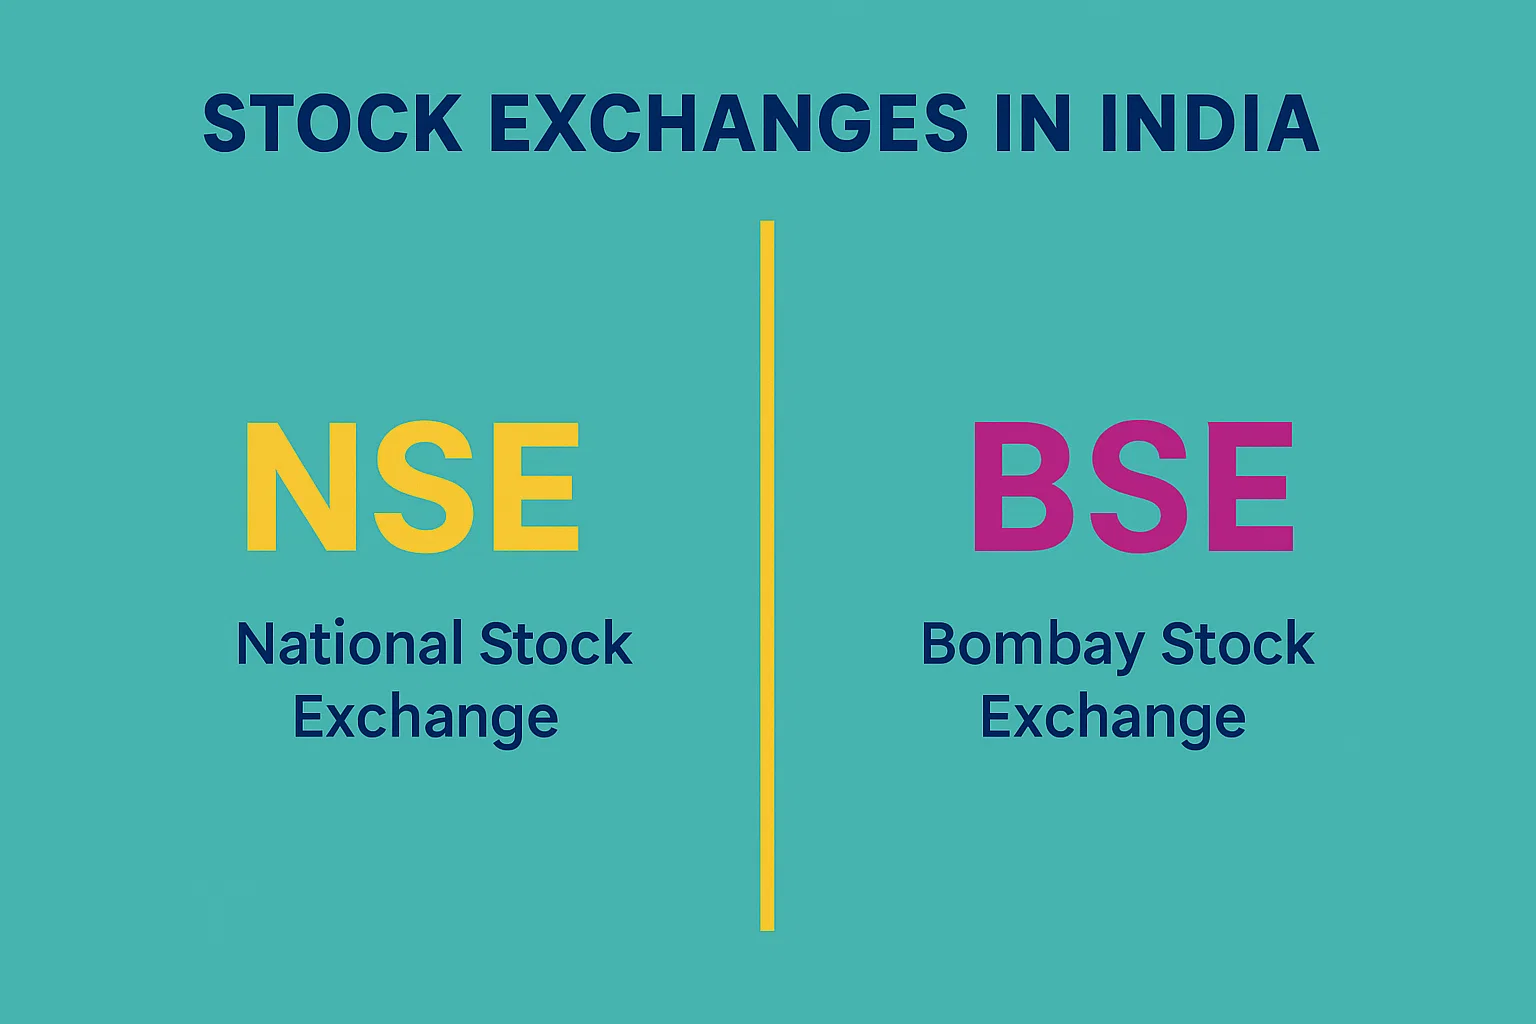 STOCK EXCHANGES IN INDIA
NSE
National Stock
Exchange
BSE
Bombay Stock
Exchange